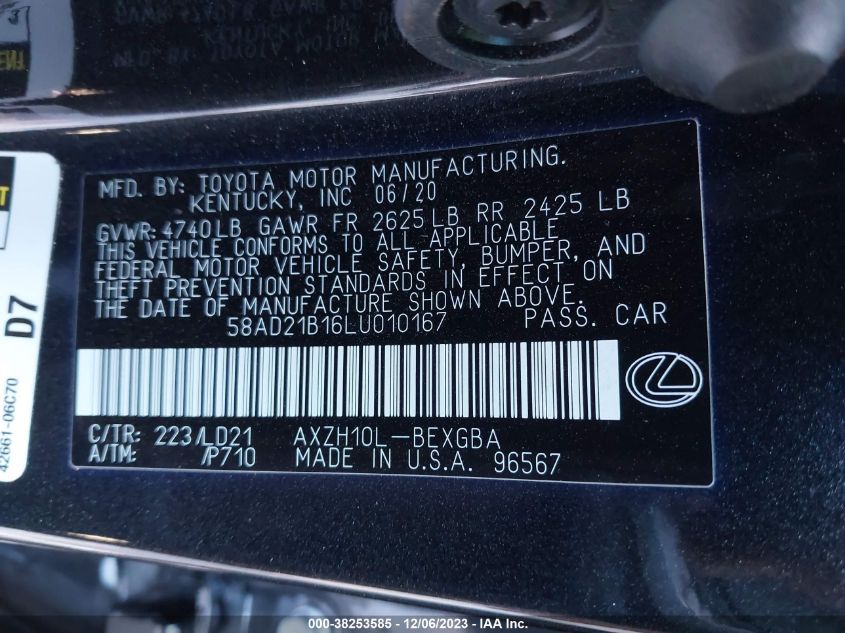 MFD. BY: TOYOTA MOTOR MANUFACTURING.
KENTUCKY, INC 06/20
GVWR: 4740LB GAWR FR 2625LB RR 2425 LB
THIS VEHICLE CONFORMS TO ALL APPLICABLE
FEDERAL MOTOR VEHICLE SAFETY, BUMPER, AND
THEFT PREVENTION STANDARDS IN EFFECT ON
THE DATE OF MANUFACTURE SHOWN ABOVE.
58AD21B16LU010167 PASS. CAR
C/TR: 223/LD21 AXZH10L-BEXGBA
A/TM: /P710 MADE IN U.S.A. 96567
D7
42661-06C70
000-38253585 - 12/06/2023 - IAA Inc.